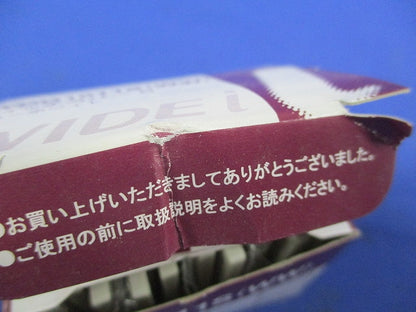 WIDE i
●お買い上げいただきましてありがとうございました。
●ご使用の前に取扱説明をよくお読みください。